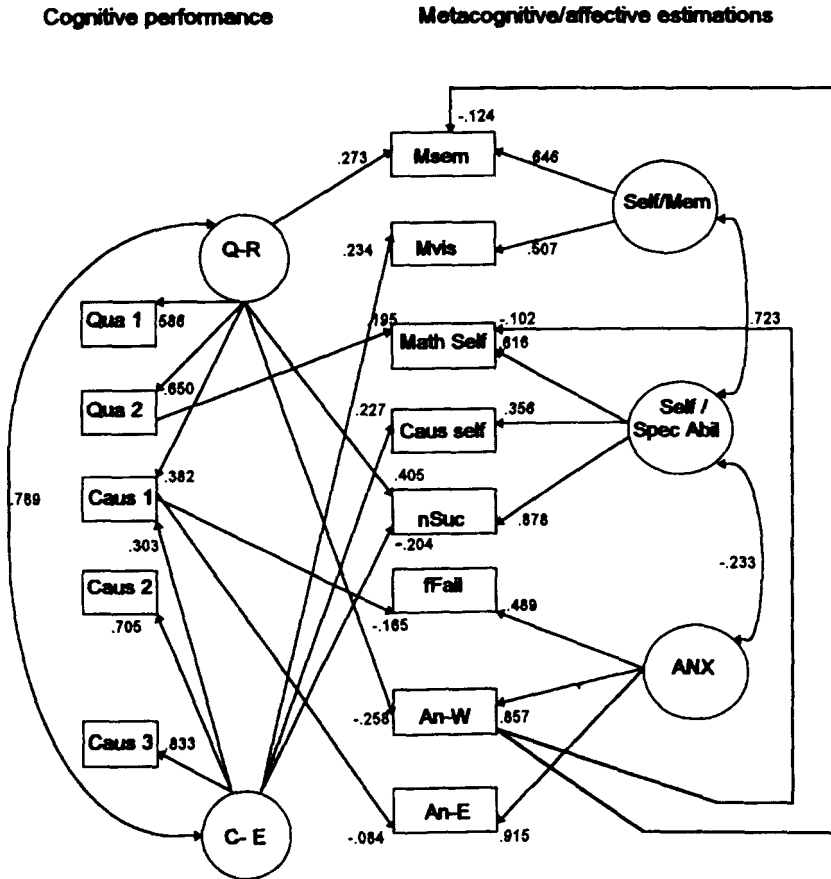 Cognitive performance
Metacognitive/affective estimations
-.124
Msem
.273
.646
Self/Mem
Q-R
Mvis
.234
.507
Qua 1
.586
.195
-.102
Math Self
.616
.723
.650
Qua 2
.227
Caus self
.356
Self /
Spec Abil
.382
.405
Caus 1
.789
nSuc
.878
.303
-.204
-.233
Caus 2
fFail
.489
.705
-.165
ANX
-.258
An-W
.857
Caus 3
.833
An-E
C- E
-.084
.915